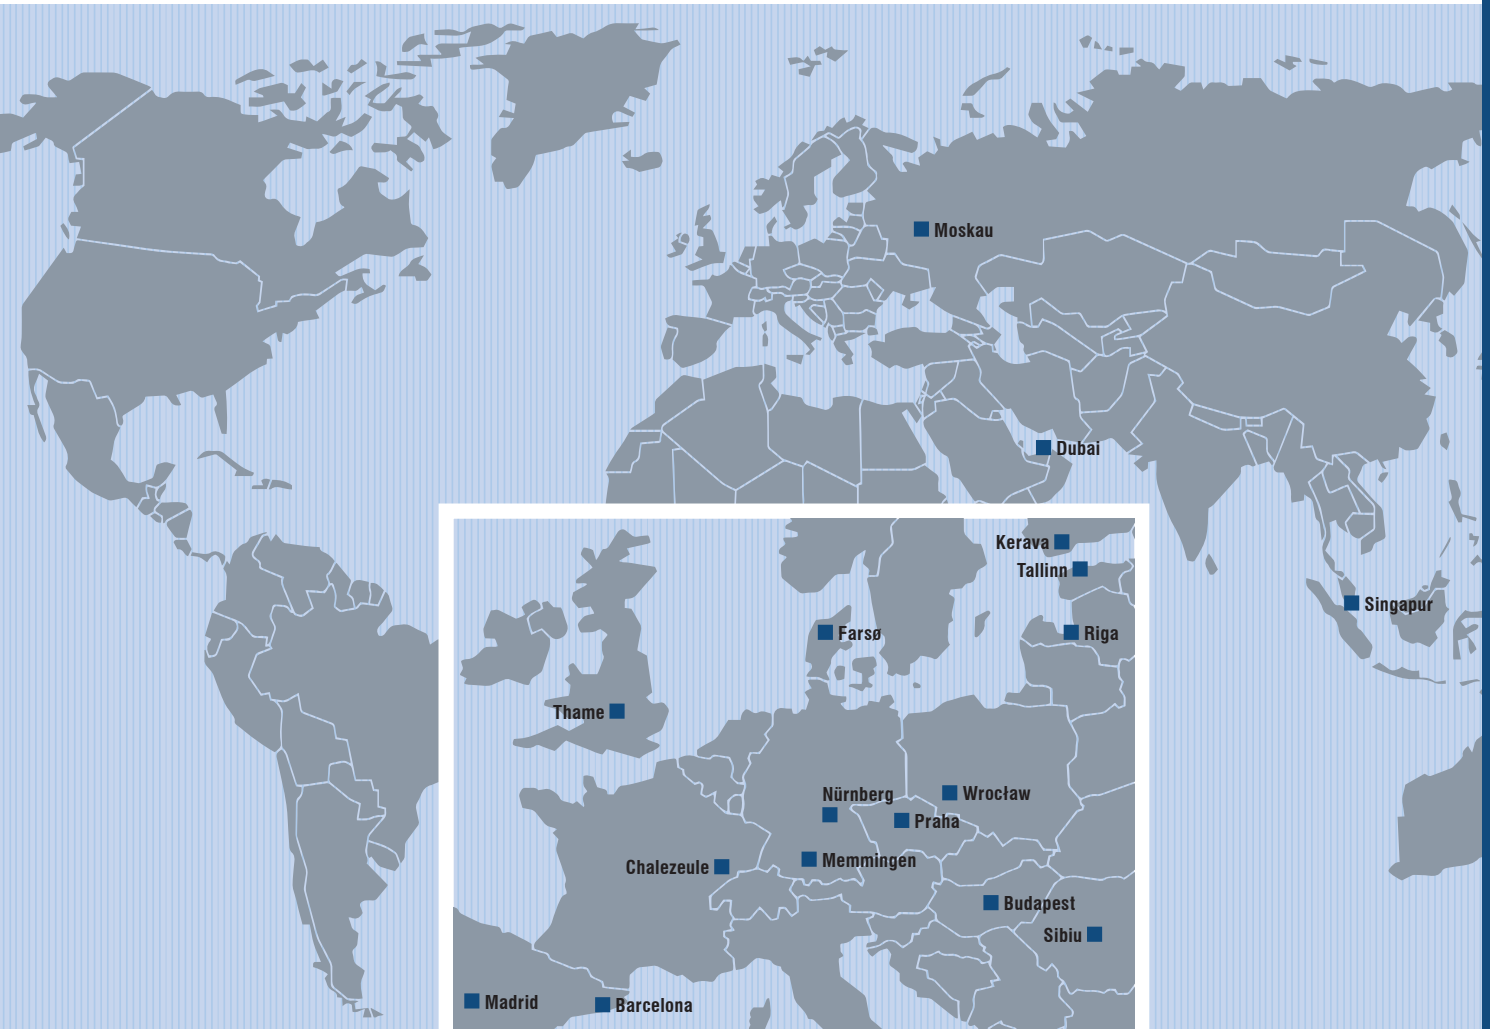 Moskau
Dubai
Kerava
Tallinn
Singapur
Farsø
Riga
Thame
Nürnberg
Wrocław
Praha
Memmingen
Chalezeule
Budapest
Sibiu
Madrid
Barcelona